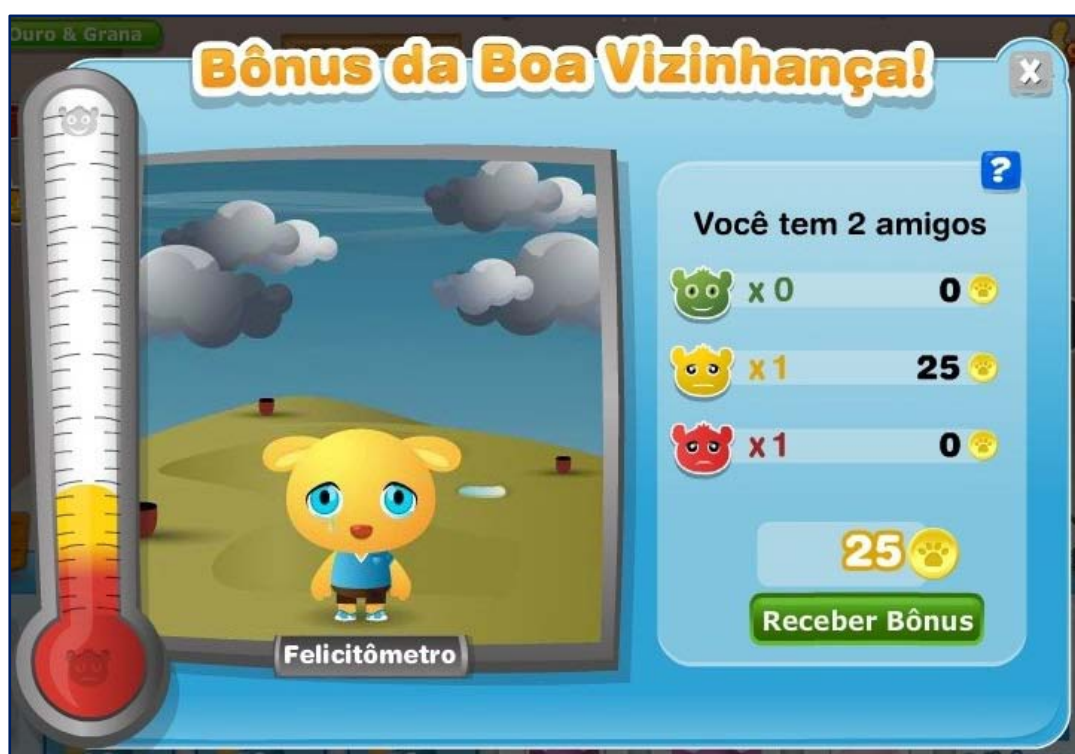 Ouro & Grana
Bônus da Boa Vizinhança!
X
?
Você tem 2 amigos
x 0 0
x 1 25
x 1 0
25
Receber Bônus
Felicitômetro